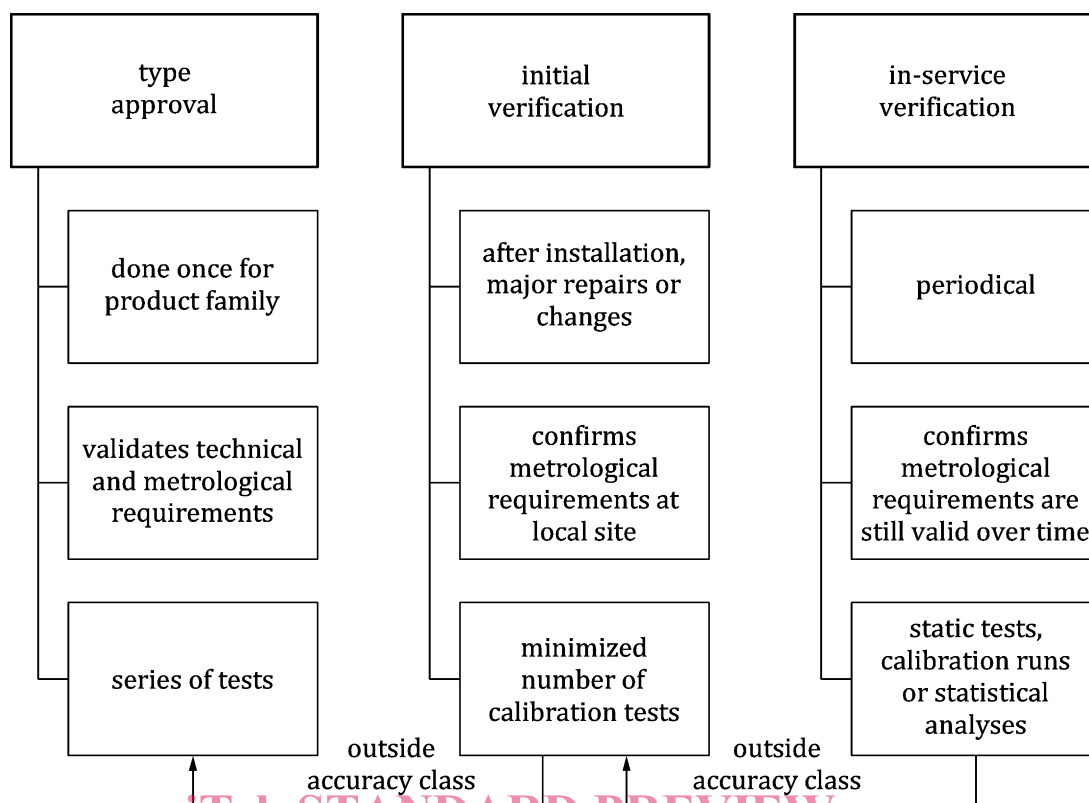 type
approval
done once for
product family
validates technical
and metrological
requirements
series of tests
initial
verification
after installation,
major repairs or
changes
confirms
metrological
requirements at
local site
minimized
number of
calibration tests
in-service
verification
periodical
confirms
metrological
requirements are
still valid over time
static tests,
calibration runs
or statistical
analyses
outside
accuracy class
outside
accuracy class
iTeh STANDARD PREVIEW